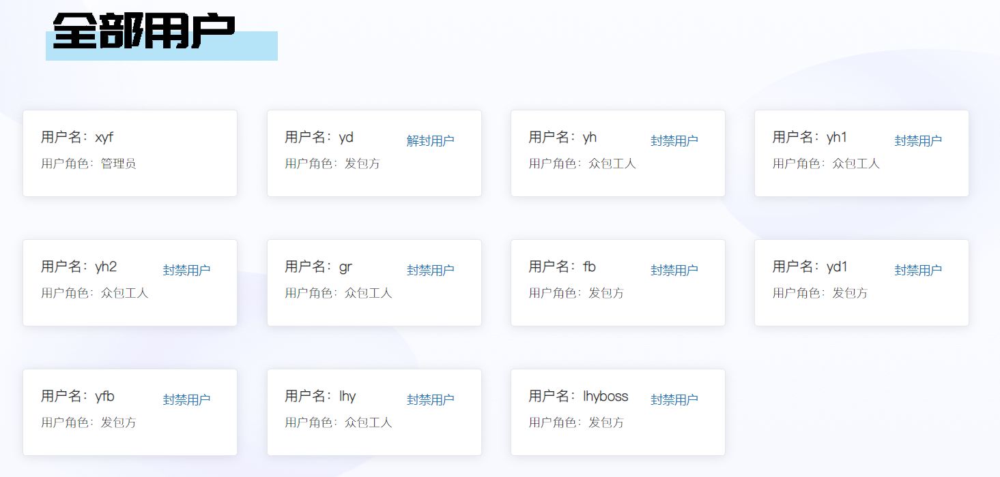 全部用户
用户名：xyf
用户角色：管理员
用户名：yd 解封用户
用户角色：发包方
用户名：yh 封禁用户
用户角色：众包工人
用户名：yh1 封禁用户
用户角色：众包工人
用户名：yh2 封禁用户
用户角色：众包工人
用户名：gr 封禁用户
用户角色：众包工人
用户名：fb 封禁用户
用户角色：发包方
用户名：yd1 封禁用户
用户角色：发包方
用户名：yfb 封禁用户
用户角色：发包方
用户名：lhy 封禁用户
用户角色：众包工人
用户名：lhyboss 封禁用户
用户角色：发包方